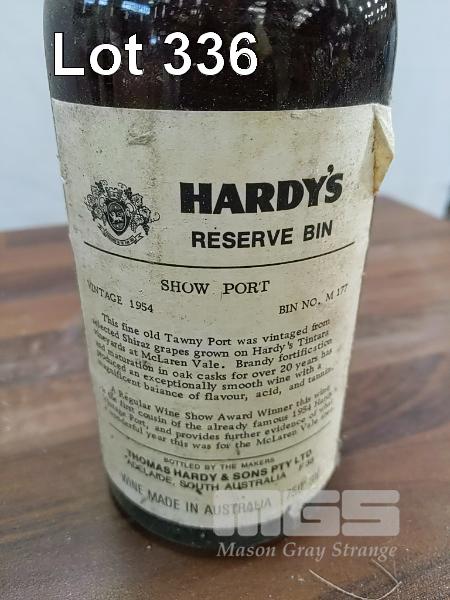 Lot 336
HARDY'S
RESERVE BIN
SHOW PORT
VINTAGE 1954 BIN NO. M 177
This fine old Tawny Port was vintaged from
selected Shiraz grapes grown on Hardy's Tintara
vineyards at McLaren Vale. Brandy fortification
and maturation in oak casks for over 20 years has
produced an exceptionally smooth wine with a
magnificent balance of flavour, acid, and tannin.
A Regular Wine Show Award Winner this wine
is the first cousin of the already famous 1954 Hardy
Vintage Port, and provides further evidence of what
wonderful year this was for the McLaren Vale
BOTTLED BY THE MAKERS
THOMAS HARDY & SONS PTY LTD
ADELAIDE, SOUTH AUSTRALIA
WINE MADE IN AUSTRALIA
MGS
Mason Gray Strange